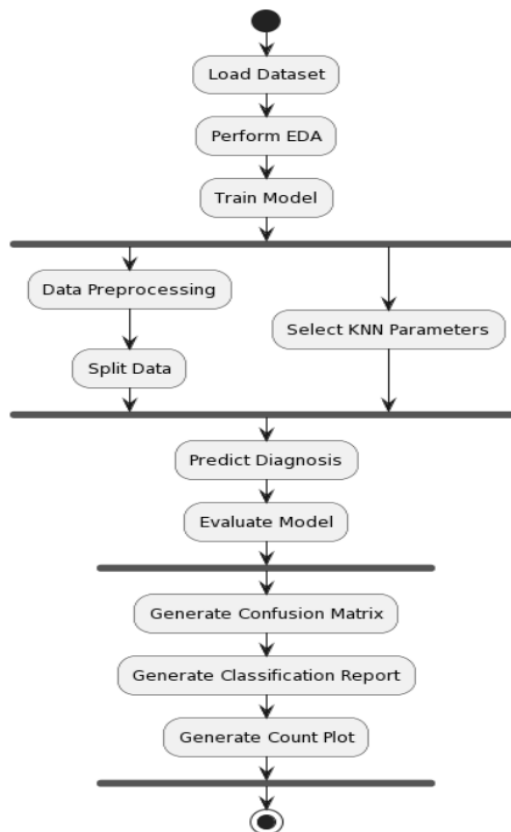 Load Dataset
Perform EDA
Train Model
Data Preprocessing
Select KNN Parameters
Split Data
Predict Diagnosis
Evaluate Model
Generate Confusion Matrix
Generate Classification Report
Generate Count Plot